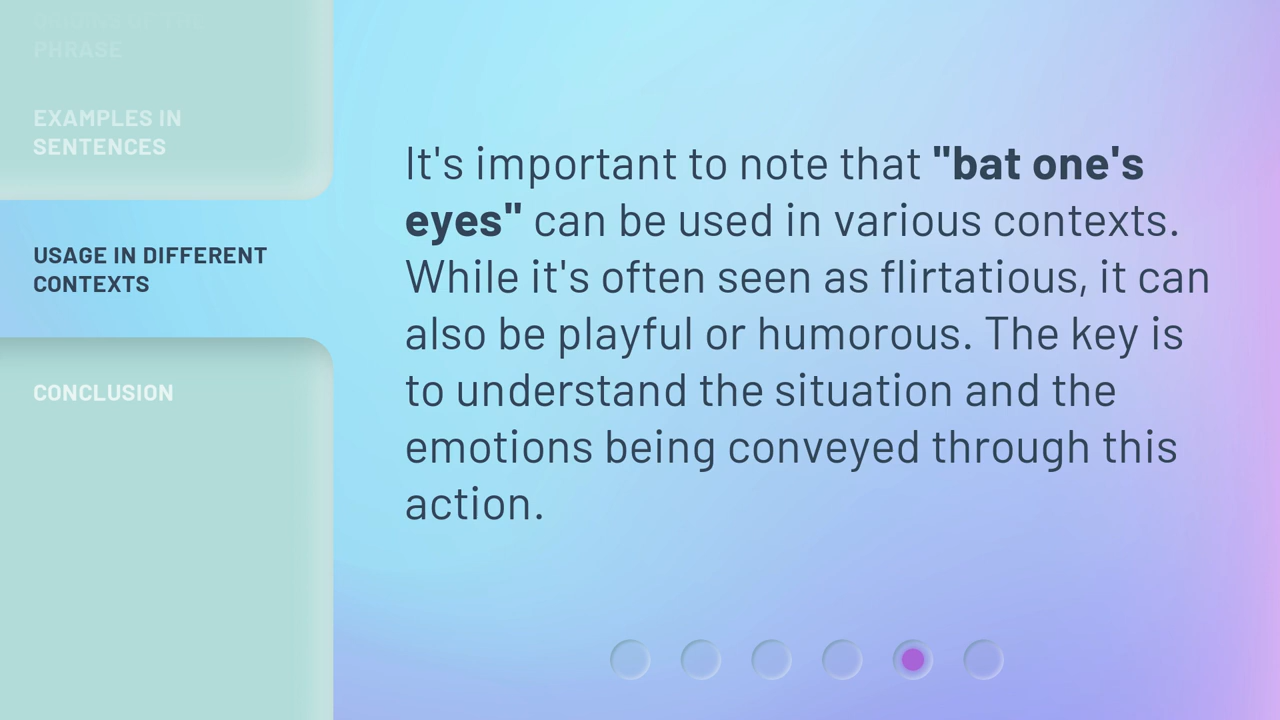 PHRASE
EXAMPLES IN
SENTENCES
USAGE IN DIFFERENT
CONTEXTS
CONCLUSION
It's important to note that "bat one's
eyes" can be used in various contexts.
While it's often seen as flirtatious, it can
also be playful or humorous. The key is
to understand the situation and the
emotions being conveyed through this
action.